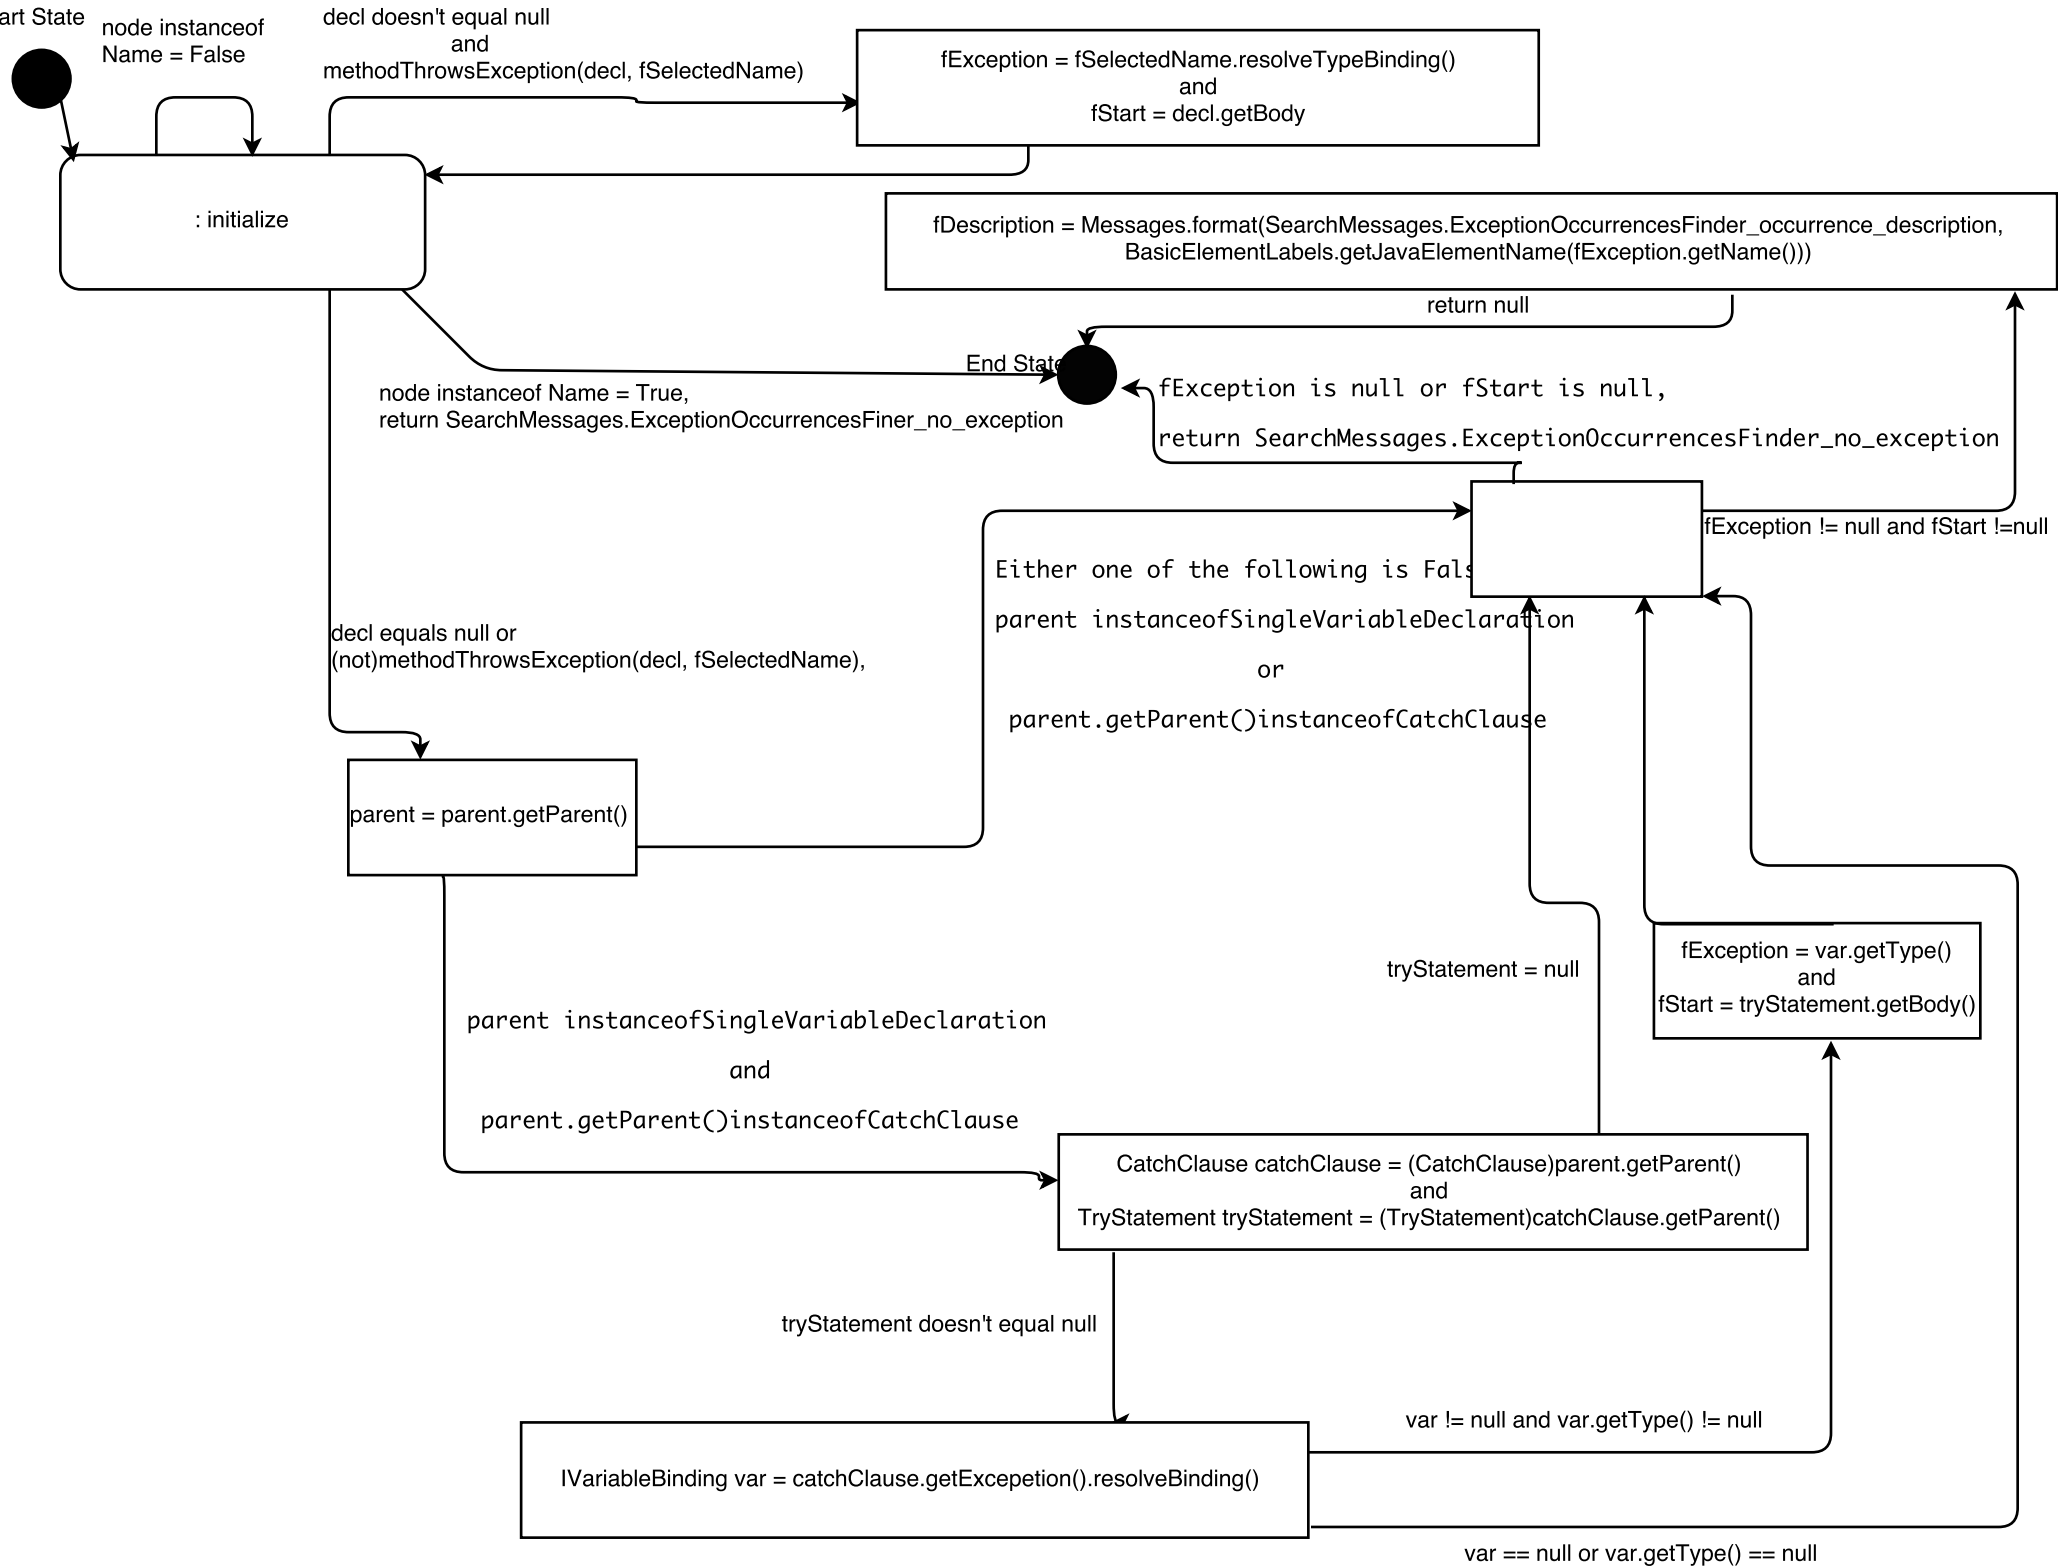 art State
node instanceof
Name = False
decl doesn't equal null
and
methodThrowsException(decl, fSelectedName)
fException = fSelectedName.resolveTypeBinding()
and
fStart = decl.getBody
: initialize
fDescription = Messages.format(SearchMessages.ExceptionOccurrencesFinder_occurrence_description,
BasicElementLabels.getJavaElementName(fException.getName()))
return null
End State
node instanceof Name = True,
return SearchMessages.ExceptionOccurrencesFiner_no_exception
fException is null or fStart is null,
return SearchMessages.ExceptionOccurrencesFinder_no_exception
fException != null and fStart !=null
Either one of the following is Fals
parent instanceofSingleVariableDeclaration
or
parent.getParent()instanceofCatchClause
decl equals null or
(not)methodThrowsException(decl, fSelectedName),
parent = parent.getParent()
tryStatement = null
fException = var.getType()
and
fStart = tryStatement.getBody()
parent instanceofSingleVariableDeclaration
and
parent.getParent()instanceofCatchClause
CatchClause catchClause = (CatchClause)parent.getParent()
and
TryStatement tryStatement = (TryStatement)catchClause.getParent()
tryStatement doesn't equal null
var != null and var.getType() != null
IVariableBinding var = catchClause.getExcepetion().resolveBinding()
var == null or var.getType() == null